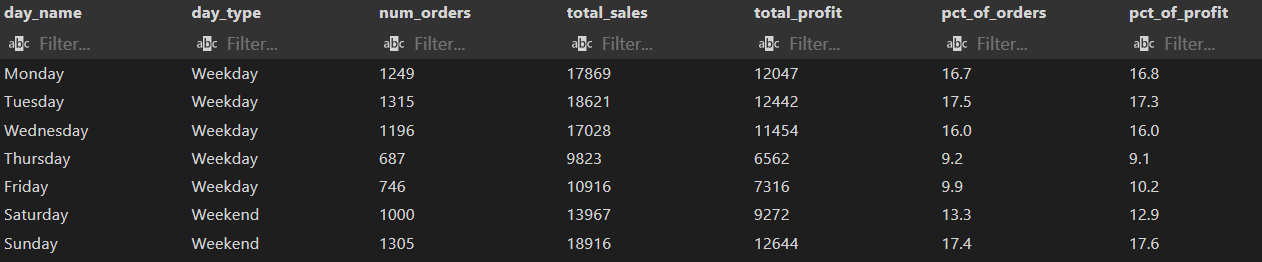 day_name day_type num_orders total_sales total_profit pct_of_orders pct_of_profit
abc Filter... abc Filter... abc Filter... abc Filter... abc Filter... abc Filter... abc Filter...
Monday Weekday 1249 17869 12047 16.7 16.8
Tuesday Weekday 1315 18621 12442 17.5 17.3
Wednesday Weekday 1196 17028 11454 16.0 16.0
Thursday Weekday 687 9823 6562 9.2 9.1
Friday Weekday 746 10916 7316 9.9 10.2
Saturday Weekend 1000 13967 9272 13.3 12.9
Sunday Weekend 1305 18916 12644 17.4 17.6